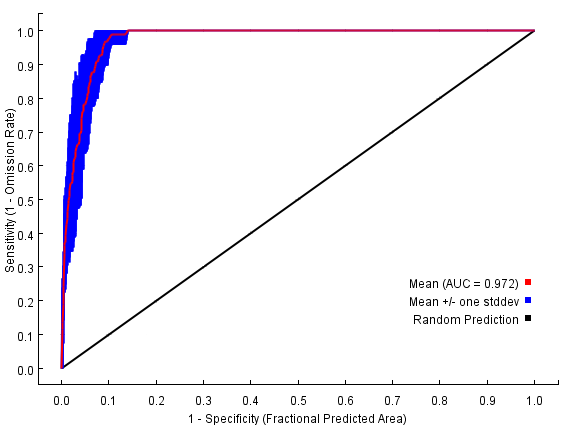 1.0
0.9
0.8
0.7
0.6
0.5
0.4
0.3
0.2
0.1
0.0
Sensitivity (1 - Omission Rate)
Mean (AUC = 0.972)
Mean +/- one stddev
Random Prediction
0.0 0.1 0.2 0.3 0.4 0.5 0.6 0.7 0.8 0.9 1.0
1 - Specificity (Fractional Predicted Area)